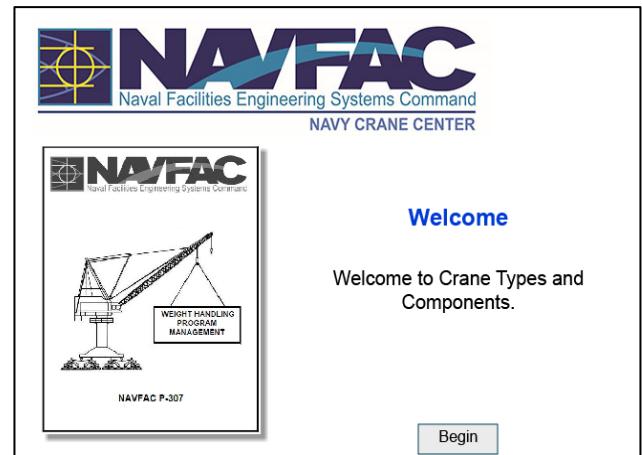 NAVFAC
Naval Facilities Engineering Systems Command
NAVY CRANE CENTER
NAVFAC
Naval Facilities Engineering Systems Command
WEIGHT HANDLING
PROGRAM
MANAGEMENT
NAVFAC P-307
Welcome
Welcome to Crane Types and
Components.
Begin